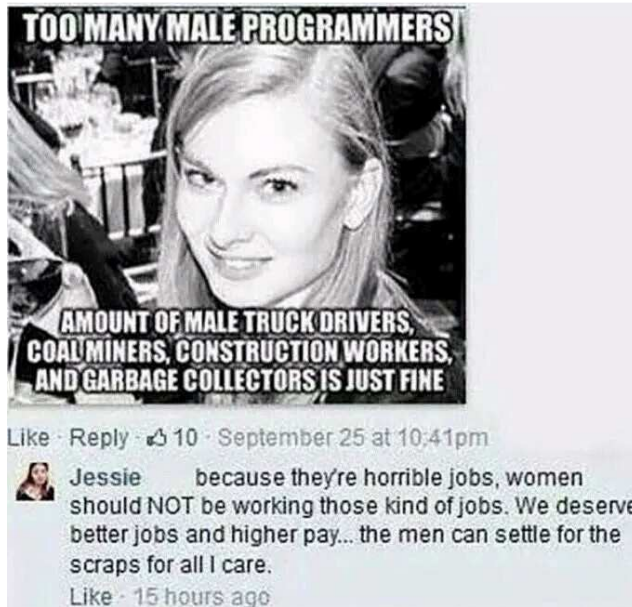 TOO MANY MALE PROGRAMMERS
AMOUNT OF MALE TRUCK DRIVERS,
COAL MINERS, CONSTRUCTION WORKERS,
AND GARBAGE COLLECTORS IS JUST FINE
Like · Reply · 10 · September 25 at 10:41pm
Jessie because they're horrible jobs, women
should NOT be working those kind of jobs. We deserve
better jobs and higher pay... the men can settle for the
scraps for all I care.
Like · 15 hours ago